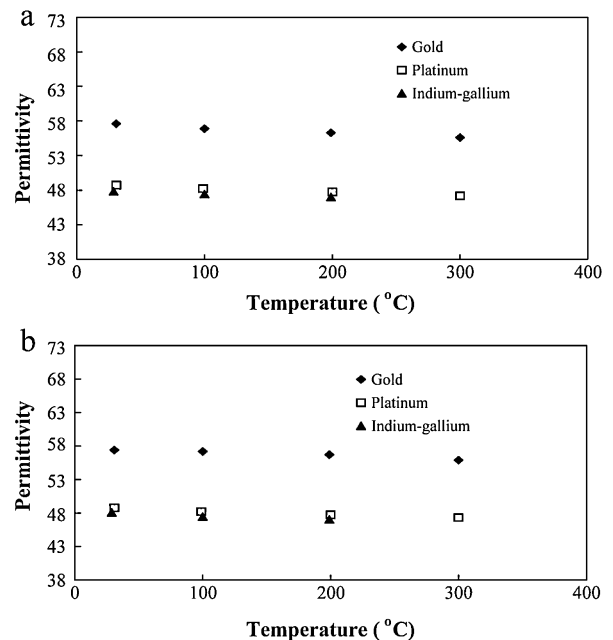 a
73
68
63
58
53
48
43
38
Permittivity
Gold
Platinum
Indium-gallium
0 100 200 300 400
Temperature ( °C)
b
73
68
63
58
53
48
43
38
Permittivity
Gold
Platinum
Indium-gallium
0 100 200 300 400
Temperature ( °C)